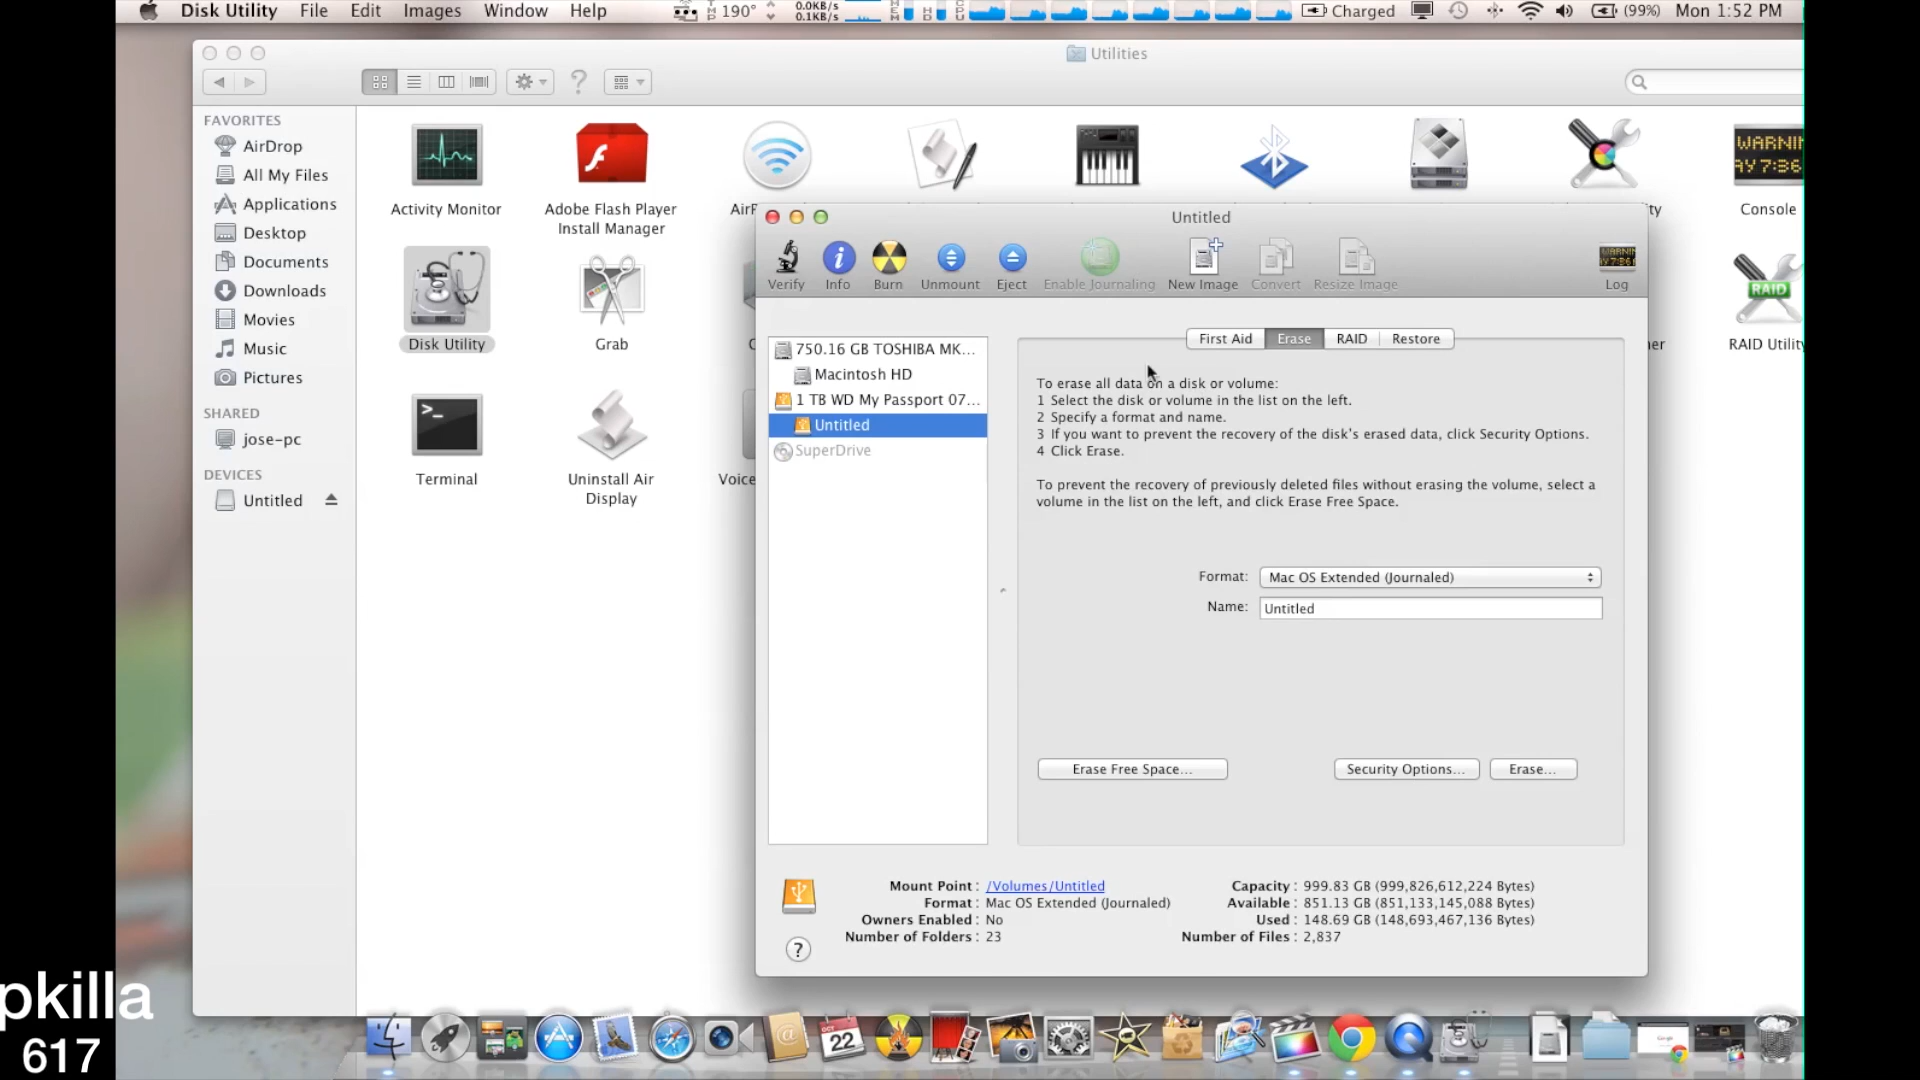 Disk Utility File Edit Images Window Help 190° 0.0KB/s 0.1KB/s Charged (99%) Mon 1:52 PM
Utilities
FAVORITES
AirDrop
All My Files
Applications
Desktop
Documents
Downloads
Movies
Music
Pictures
SHARED
jose-pc
DEVICES
Untitled
Activity Monitor
Adobe Flash Player
Install Manager
Console
Disk Utility
Grab
RAID
RAID Utility
Terminal
Uninstall Air
Display
Voice
Untitled
Verify Info Burn Unmount Eject Enable Journaling New Image Convert Resize Image Log
750.16 GB TOSHIBA MK...
Macintosh HD
1 TB WD My Passport 07...
Untitled
SuperDrive
First Aid Erase RAID Restore
To erase all data on a disk or volume:
1 Select the disk or volume in the list on the left.
2 Specify a format and name.
3 If you want to prevent the recovery of the disk's erased data, click Security Options.
4 Click Erase.
To prevent the recovery of previously deleted files without erasing the volume, select a
volume in the list on the left, and click Erase Free Space.
Format: Mac OS Extended (Journaled)
Name: Untitled
Erase Free Space... Security Options... Erase...
Mount Point : /Volumes/Untitled
Format : Mac OS Extended (Journaled)
Owners Enabled : No
Number of Folders : 23
Capacity : 999.83 GB (999,826,612,224 Bytes)
Available : 851.13 GB (851,133,145,088 Bytes)
Used : 148.69 GB (148,693,467,136 Bytes)
Number of Files : 2,837
?
OCT
22
pkilla
617